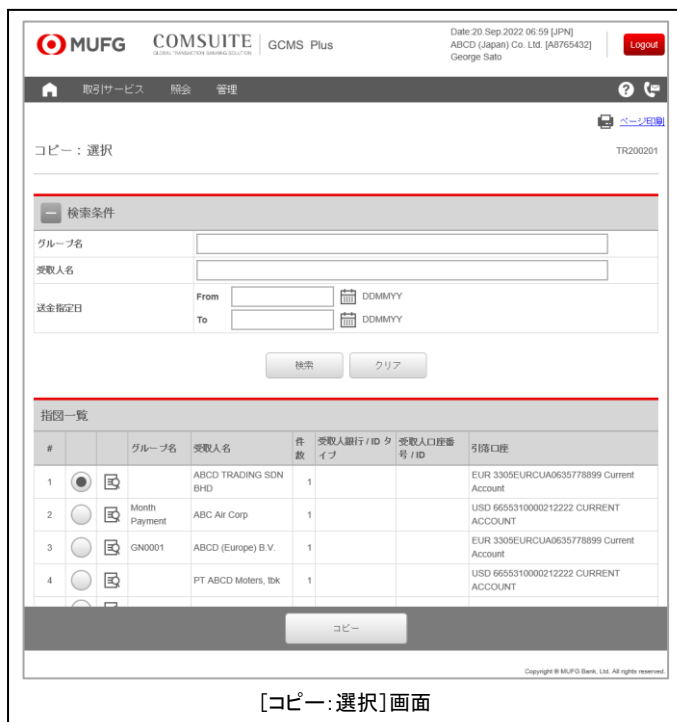 MUFG COMSUITE GCMS Plus
GLOBAL TRANSACTION BANKING SOLUTION
Date:20.Sep.2022 06:59 [JPN]
ABCD (Japan) Co. Ltd. [A8765432]
George Sato
Logout
取引サービス 照会 管理
ページ印刷
コピー：選択
TR200201
検索条件
グループ名
受取人名
送金指定日
From DDMMYY
To DDMMYY
検索 クリア
指図一覧
# グループ名 受取人名 件数 受取人銀行 / ID タイプ 受取人口座番号 / ID 引落口座
1 ABCD TRADING SDN BHD 1 EUR 3305EURCUA0635778899 Current Account
2 Month Payment ABC Air Corp 1 USD 6655310000212222 CURRENT ACCOUNT
3 GN0001 ABCD (Europe) B.V. 1 EUR 3305EURCUA0635778899 Current Account
4 PT ABCD Moters, tbk 1 USD 6655310000212222 CURRENT ACCOUNT
コピー
Copyright © MUFG Bank, Ltd. All rights reserved.
[コピー：選択]画面